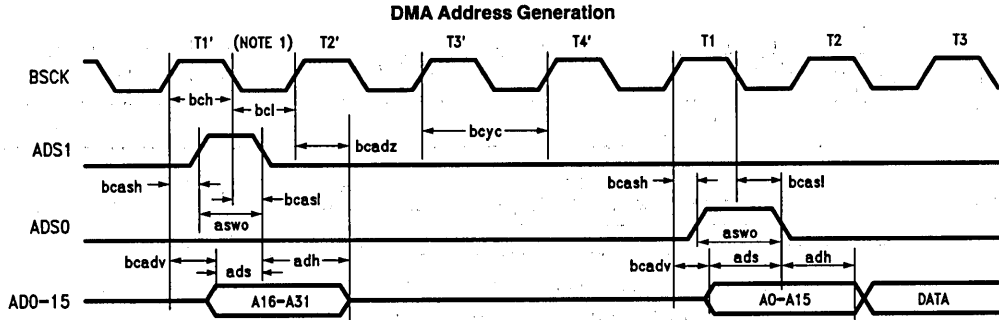 DMA Address Generation
T1' (NOTE 1) T2' T3' T4' T1 T2 T3
BSCK
bch bcl bcyc
ADS1
bcadz
bcash bcasl bcash bcasl
aswo
ADS0
aswo
bcadv ads adh bcadv ads adh
AD0-15 A16-A31 A0-A15 DATA